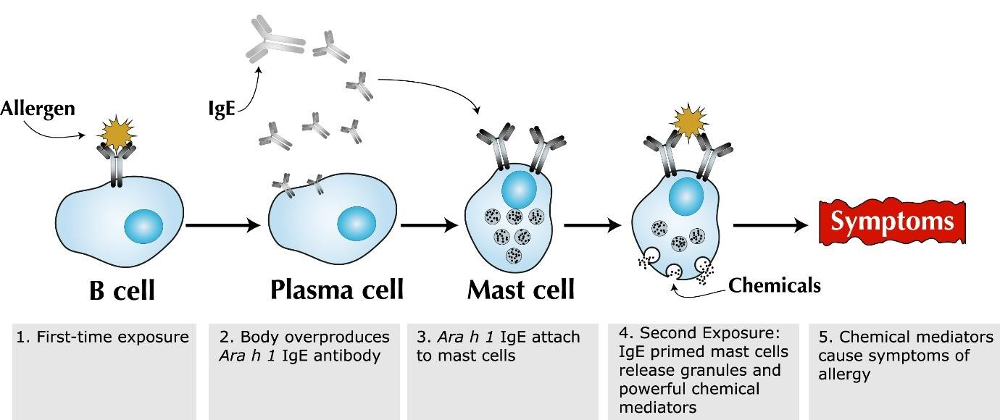 Allergen
IgE
Symptoms
Chemicals
B cell
Plasma cell
Mast cell
1. First-time exposure
2. Body overproduces
Ara h 1 IgE antibody
3. Ara h 1 IgE attach
to mast cells
4. Second Exposure:
IgE primed mast cells
release granules and
powerful chemical
mediators
5. Chemical mediators
cause symptoms of
allergy